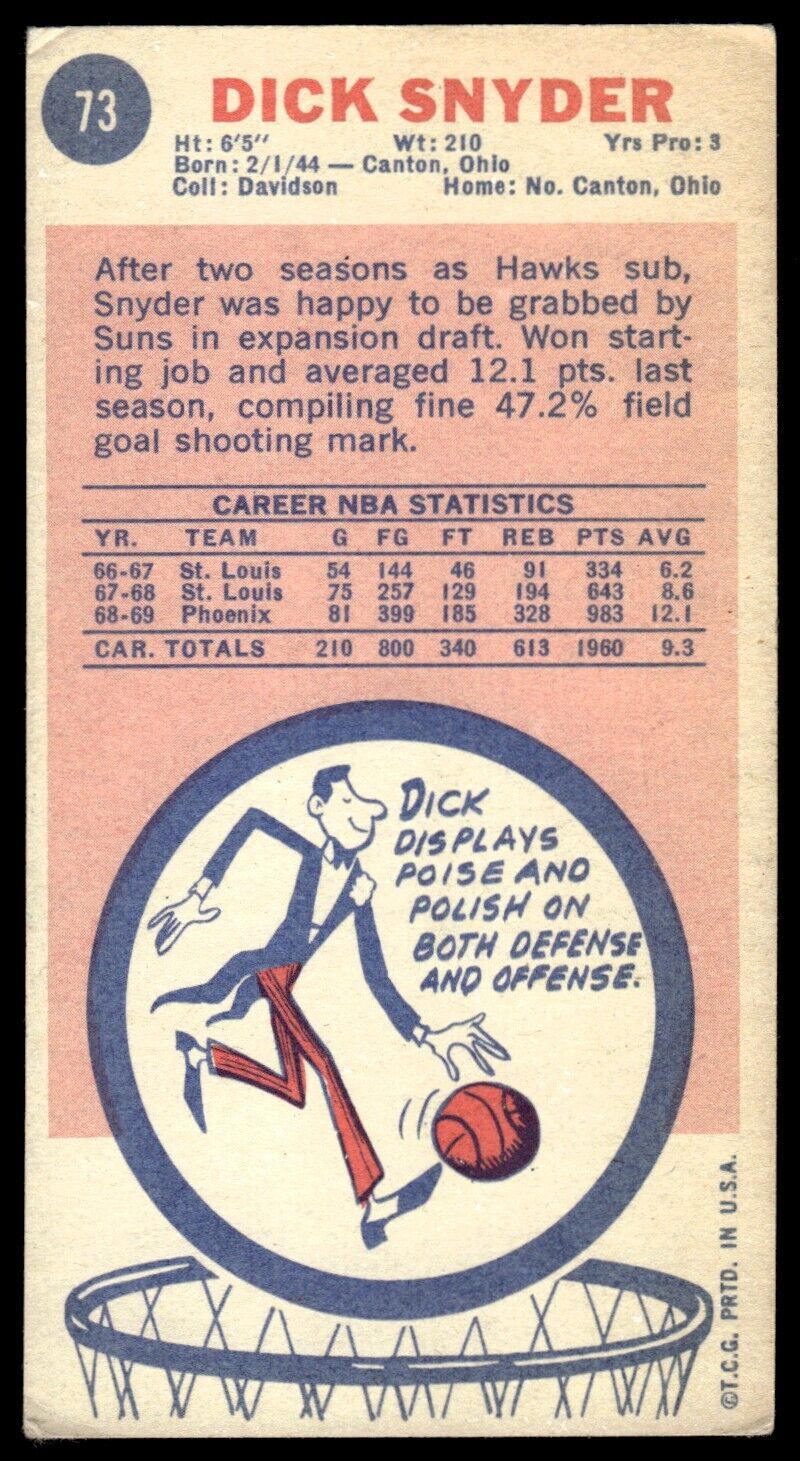 73
DICK SNYDER
Ht: 6'5" Wt: 210 Yrs Pro: 3
Born: 2/1/44 — Canton, Ohio
Coll: Davidson Home: No. Canton, Ohio
After two seasons as Hawks sub,
Snyder was happy to be grabbed by
Suns in expansion draft. Won start-
ing job and averaged 12.1 pts. last
season, compiling fine 47.2% field
goal shooting mark.
CAREER NBA STATISTICS
YR. TEAM G FG FT REB PTS AVG
66-67 St. Louis 54 144 46 91 334 6.2
67-68 St. Louis 75 257 129 194 643 8.6
68-69 Phoenix 81 399 185 328 983 12.1
CAR. TOTALS 210 800 340 613 1960 9.3
DICK
DISPLAYS
POISE AND
POLISH ON
BOTH DEFENSE
AND OFFENSE.
©T.C.G. PRTD. IN U.S.A.